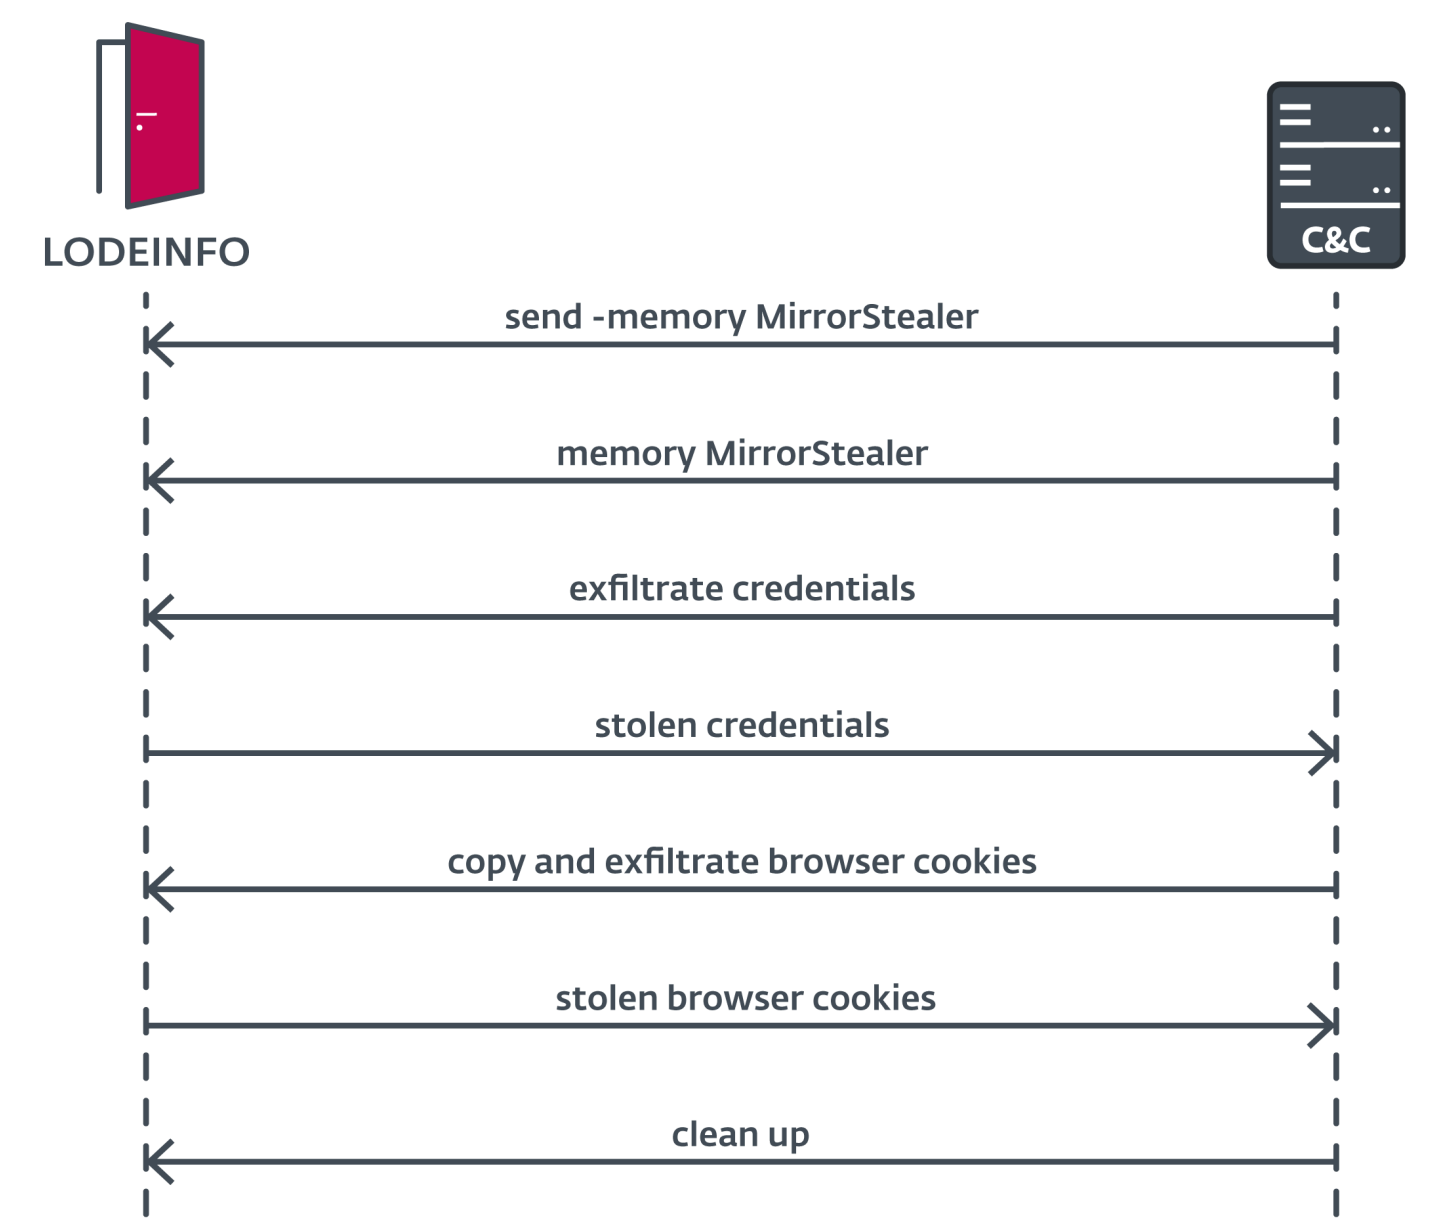 LODEINFO
C&C
send -memory MirrorStealer
memory MirrorStealer
exfiltrate credentials
stolen credentials
copy and exfiltrate browser cookies
stolen browser cookies
clean up